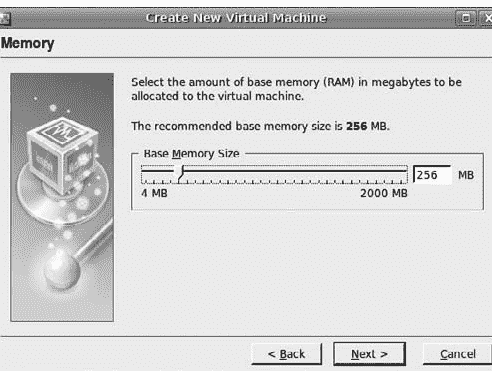 Create New Virtual Machine
Memory
Select the amount of base memory (RAM) in megabytes to be
allocated to the virtual machine.
The recommended base memory size is 256 MB.
Base Memory Size
256 MB
4 MB 2000 MB
< Back Next > Cancel